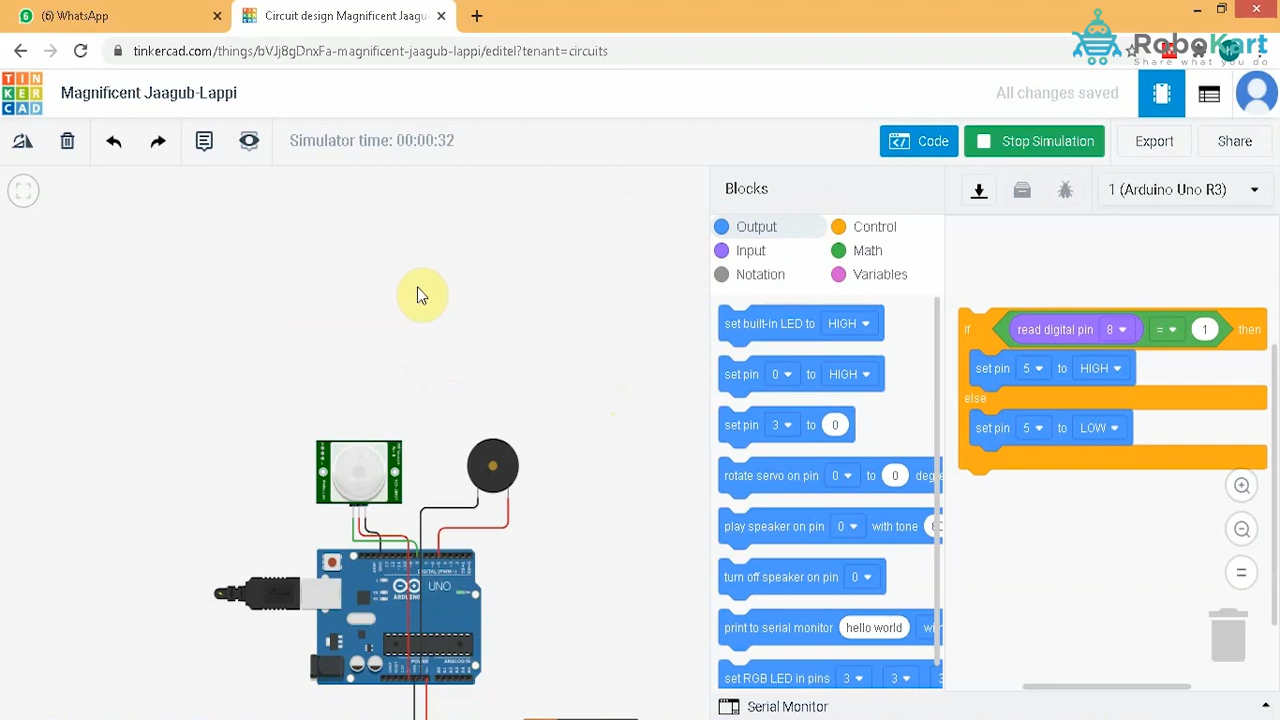 6 (6) WhatsApp
Circuit design Magnificent Jaagu
tinkercad.com/things/bVJj8gDnxFa-magnificent-jaagub-lappi/editel?tenant=circuits
RoboKart
Share what you do
TIN
KER
CAD
Magnificent Jaagub-Lappi
All changes saved
Simulator time: 00:00:32
Code
Stop Simulation
Export
Share
Blocks
1 (Arduino Uno R3)
Output
Control
Input
Math
Notation
Variables
set built-in LED to HIGH
set pin 0 to HIGH
set pin 3 to 0
rotate servo on pin 0 to 0 degr
play speaker on pin 0 with tone
turn off speaker on pin 0
print to serial monitor hello world wi
set RGB LED in pins 3 3 3
if read digital pin 8 = 1 then
set pin 5 to HIGH
else
set pin 5 to LOW
UNO
ARDUINO
Serial Monitor